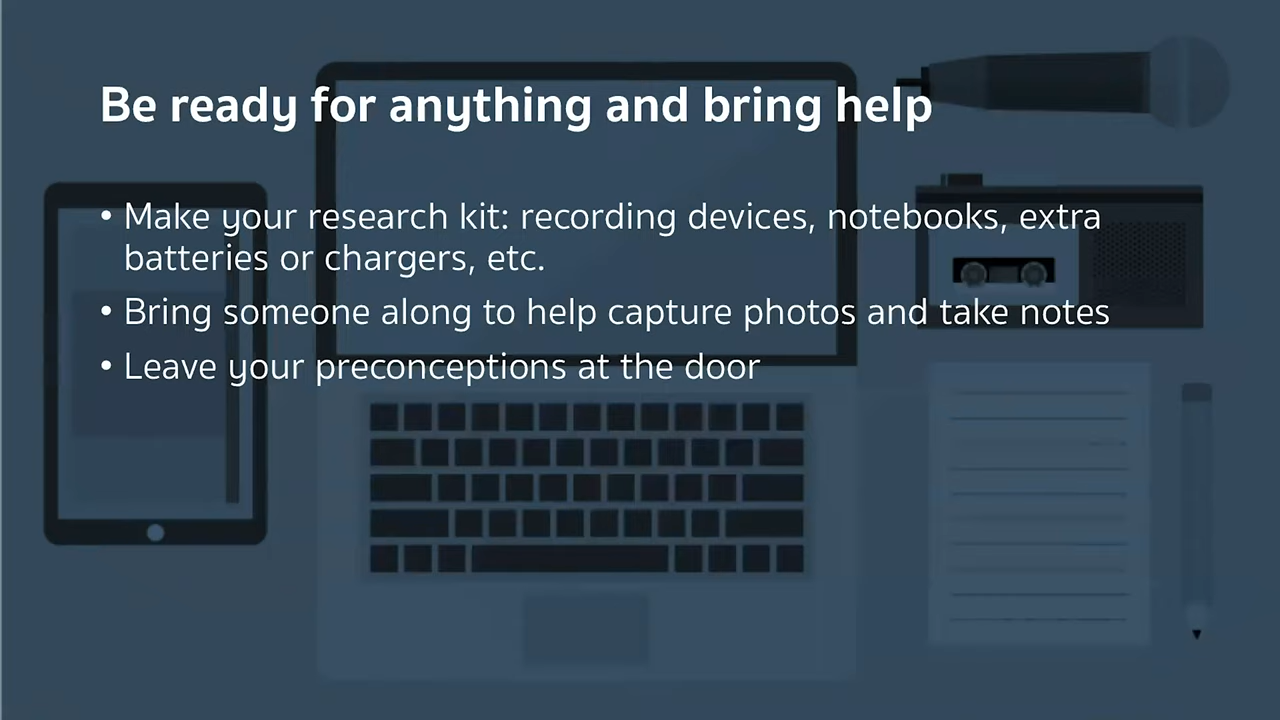 Be ready for anything and bring help
• Make your research kit: recording devices, notebooks, extra
batteries or chargers, etc.
• Bring someone along to help capture photos and take notes
• Leave your preconceptions at the door